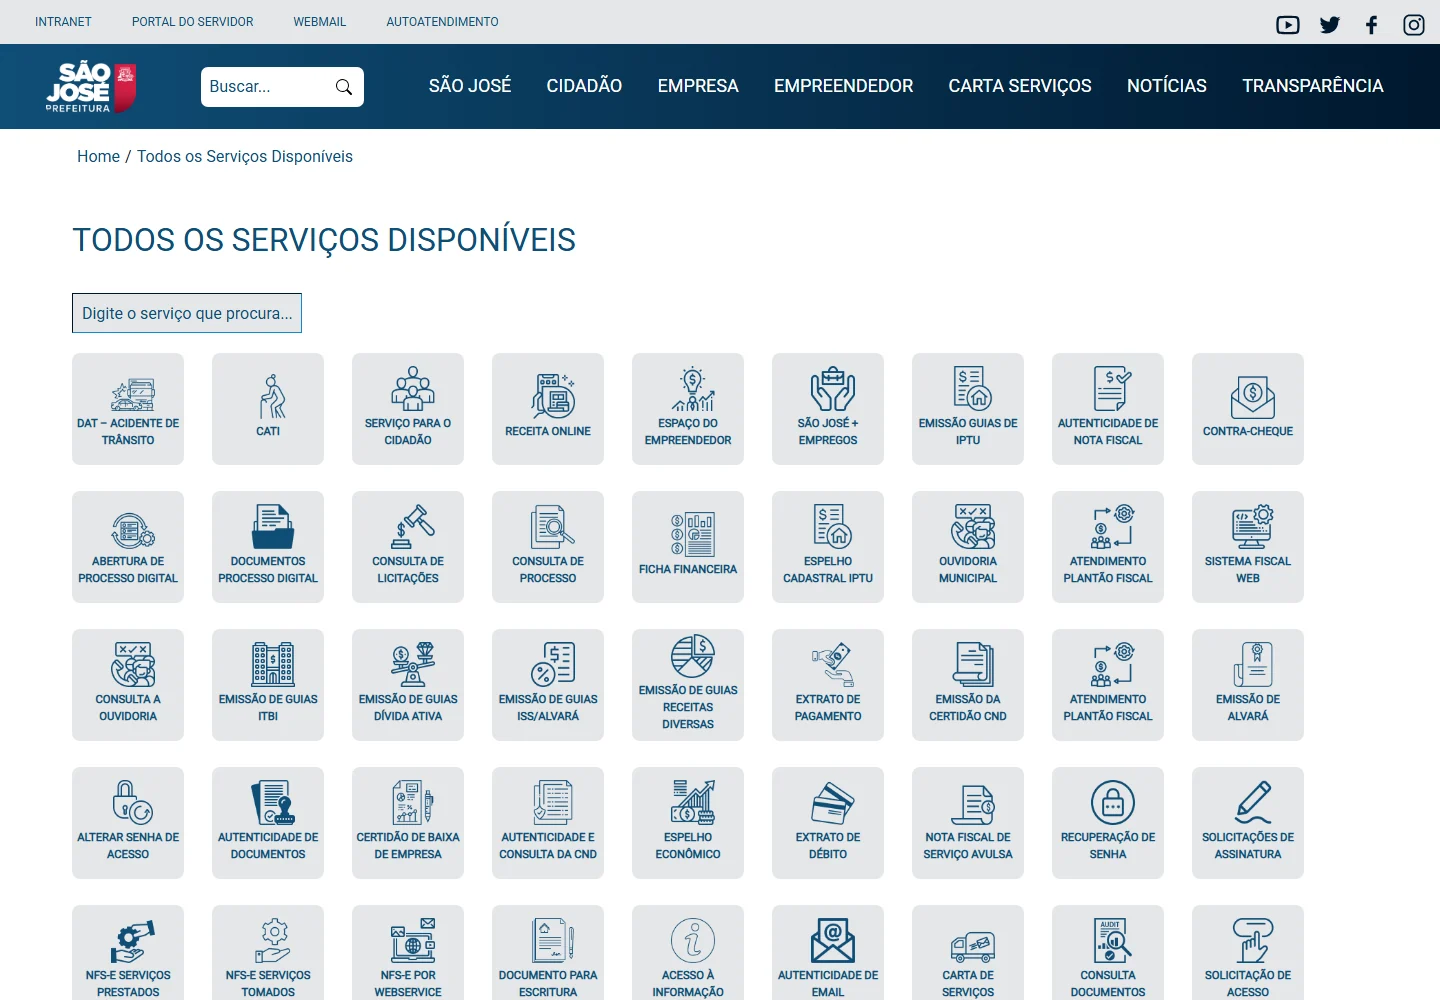 INTRANET PORTAL DO SERVIDOR WEBMAIL AUTOATENDIMENTO
SÃO
JOSÉ
PREFEITURA
Buscar...
SÃO JOSÉ CIDADÃO EMPRESA EMPREENDEDOR CARTA SERVIÇOS NOTÍCIAS TRANSPARÊNCIA
Home / Todos os Serviços Disponíveis
TODOS OS SERVIÇOS DISPONÍVEIS
Digite o serviço que procura...
DAT – ACIDENTE DE
TRÂNSITO
CATI
SERVIÇO PARA O
CIDADÃO
RECEITA ONLINE
ESPAÇO DO
EMPREENDEDOR
SÃO JOSÉ +
EMPREGOS
EMISSÃO GUIAS DE
IPTU
AUTENTICIDADE DE
NOTA FISCAL
CONTRA-CHEQUE
ABERTURA DE
PROCESSO DIGITAL
DOCUMENTOS
PROCESSO DIGITAL
CONSULTA DE
LICITAÇÕES
CONSULTA DE
PROCESSO
FICHA FINANCEIRA
ESPELHO
CADASTRAL IPTU
OUVIDORIA
MUNICIPAL
ATENDIMENTO
PLANTÃO FISCAL
SISTEMA FISCAL
WEB
CONSULTA A
OUVIDORIA
EMISSÃO DE GUIAS
ITBI
EMISSÃO DE GUIAS
DÍVIDA ATIVA
EMISSÃO DE GUIAS
ISS/ALVARÁ
EMISSÃO DE GUIAS
RECEITAS
DIVERSAS
EXTRATO DE
PAGAMENTO
EMISSÃO DA
CERTIDÃO CND
ATENDIMENTO
PLANTÃO FISCAL
EMISSÃO DE
ALVARÁ
ALTERAR SENHA DE
ACESSO
AUTENTICIDADE DE
DOCUMENTOS
CERTIDÃO DE BAIXA
DE EMPRESA
AUTENTICIDADE E
CONSULTA DA CND
ESPELHO
ECONÔMICO
EXTRATO DE
DÉBITO
NOTA FISCAL DE
SERVIÇO AVULSA
RECUPERAÇÃO DE
SENHA
SOLICITAÇÕES DE
ASSINATURA
NFS-E SERVIÇOS
PRESTADOS
NFS-E SERVIÇOS
TOMADOS
NFS-E POR
WEBSERVICE
DOCUMENTO PARA
ESCRITURA
ACESSO À
INFORMAÇÃO
AUTENTICIDADE DE
EMAIL
CARTA DE
SERVIÇOS
AUDIT
CONSULTA
DOCUMENTOS
SOLICITAÇÃO DE
ACESSO